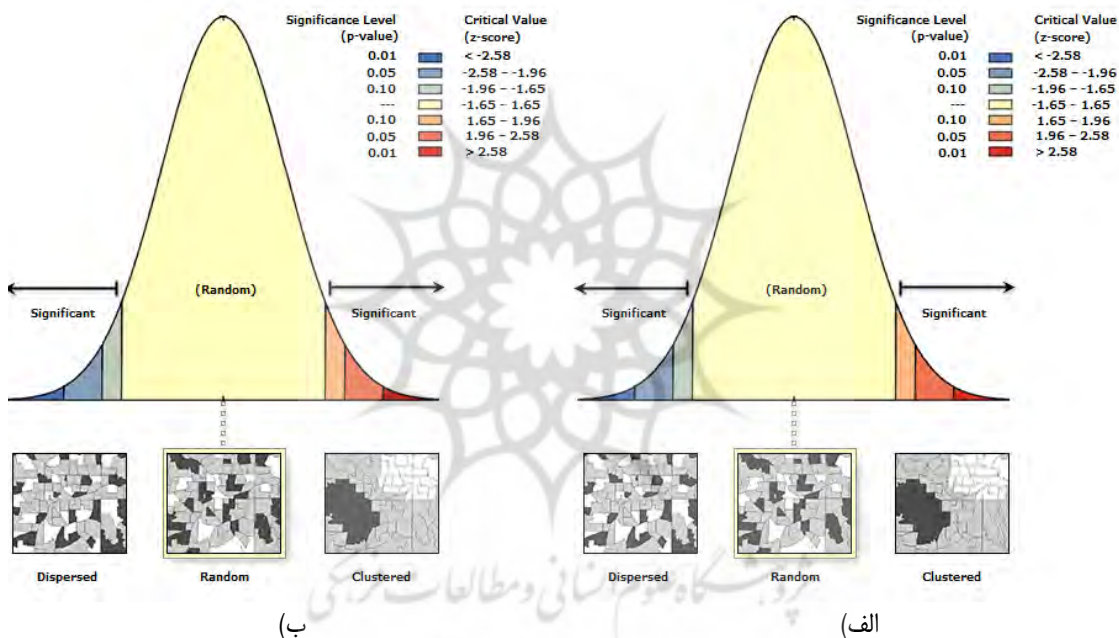 Significance Level
(p-value)
Critical Value
(z-score)
0.01 < -2.58
0.05 -2.58 – -1.96
0.10 -1.96 – -1.65
--- -1.65 – 1.65
0.10 1.65 – 1.96
0.05 1.96 – 2.58
0.01 > 2.58
(Random)
Significant
Significant
Dispersed
Random
Clustered
ب)
Significance Level
(p-value)
Critical Value
(z-score)
0.01 < -2.58
0.05 -2.58 – -1.96
0.10 -1.96 – -1.65
--- -1.65 – 1.65
0.10 1.65 – 1.96
0.05 1.96 – 2.58
0.01 > 2.58
(Random)
Significant
Significant
Dispersed
Random
Clustered
الف)
پژوهشگاه علوم انسانی و مطالعات فرهنگی